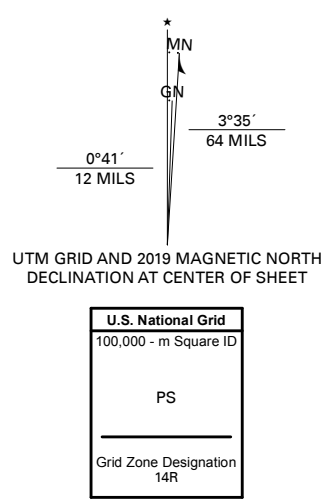 ★
MN
GN
3°35´
64 MILS
0°41´
12 MILS
UTM GRID AND 2019 MAGNETIC NORTH
DECLINATION AT CENTER OF SHEET
U.S. National Grid
100,000 - m Square ID
PS
Grid Zone Designation
14R